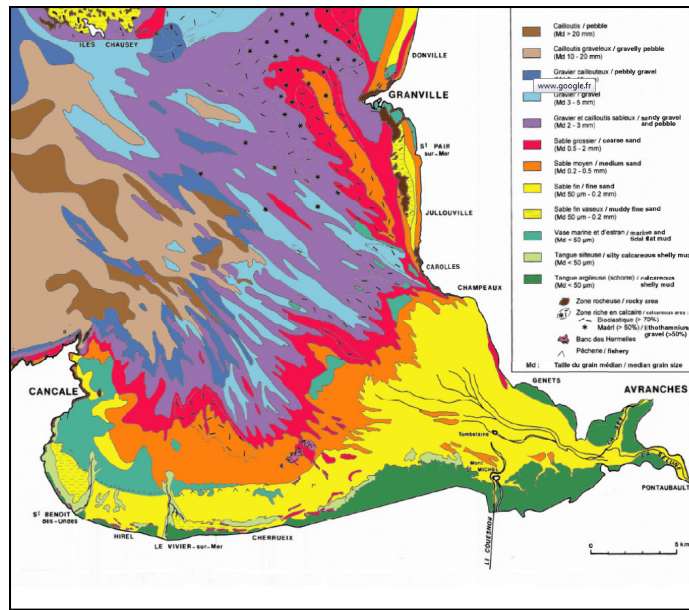 ILES CHAUSEY
DONVILLE
GRANVILLE
St PAIR
sur-Mer
JULLOUVILLE
CAROLLES
CHAMPEAUX
CANCALE
GENETS
AVRANCHES
Tombelaine
Mont
St MICHEL
PONTAUBAULT
St BENOIT
des-Ondes
HIREL
LE VIVIER-sur-Mer
CHERRUEIX
LE COUESNON
0 5 km
Cailloutis / pebble
(Md > 20 mm)
Cailloutis graveleux / gravelly pebble
(Md 10 - 20 mm)
Gravier caillouteux / pebbly gravel
www.google.fr
Gravier / gravel
(Md 3 - 5 mm)
Gravier et cailloutis sableux / sandy gravel
(Md 2 - 3 mm) and pebble
Sable grossier / coarse sand
(Md 0.5 - 2 mm)
Sable moyen / medium sand
(Md 0.2 - 0.5 mm)
Sable fin / fine sand
(Md 50 µm - 0.2 mm)
Sable fin vaseux / muddy fine sand
(Md 50 µm - 0.2 mm)
Vase marine et d'estran / marine and
(Md < 50 µm) tidal flat mud
Tangue silteuse / silty calcareous shelly mud
(Md < 50 µm)
Tangue argileuse (schorre) / calcareous
(Md < 50 µm) shelly mud
Zone rocheuse / rocky area
Zone riche en calcaire / calcareous area :
Bioclastique (> 70%)
Maërl (> 50%) / lithothamnium
gravel (>50%)
Banc des Hermelles
Pêcherie / fishery
Md : Taille du grain médian / median grain size